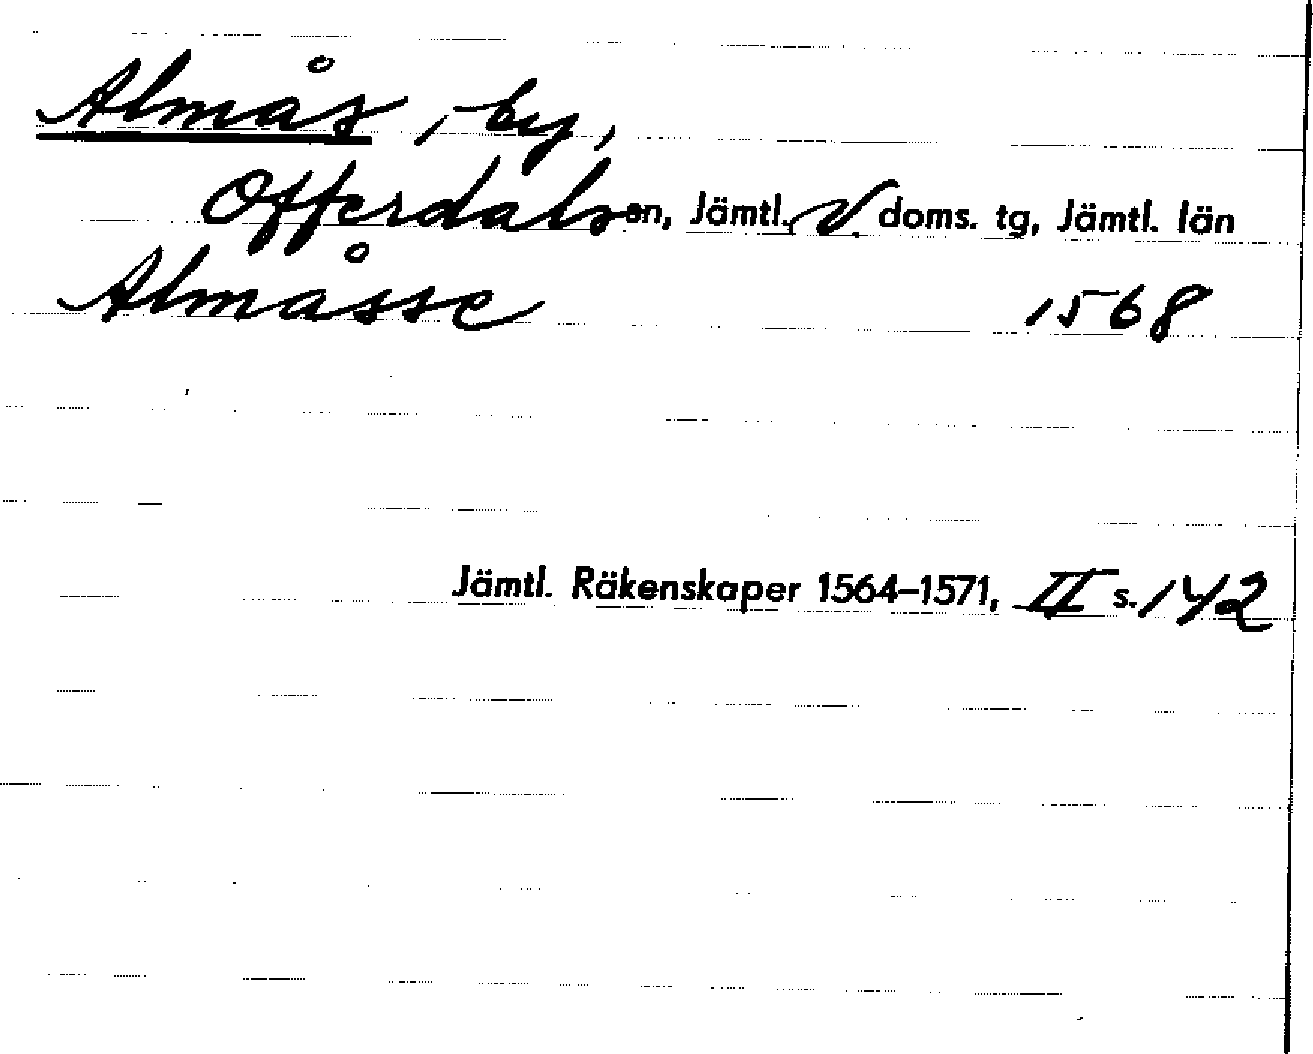 Almås, by,
Offerdals sn, Jämtl. V. doms. tg, Jämtl. län
Almåsse 1568
Jämtl. Räkenskaper 1564–1571, II s. 142